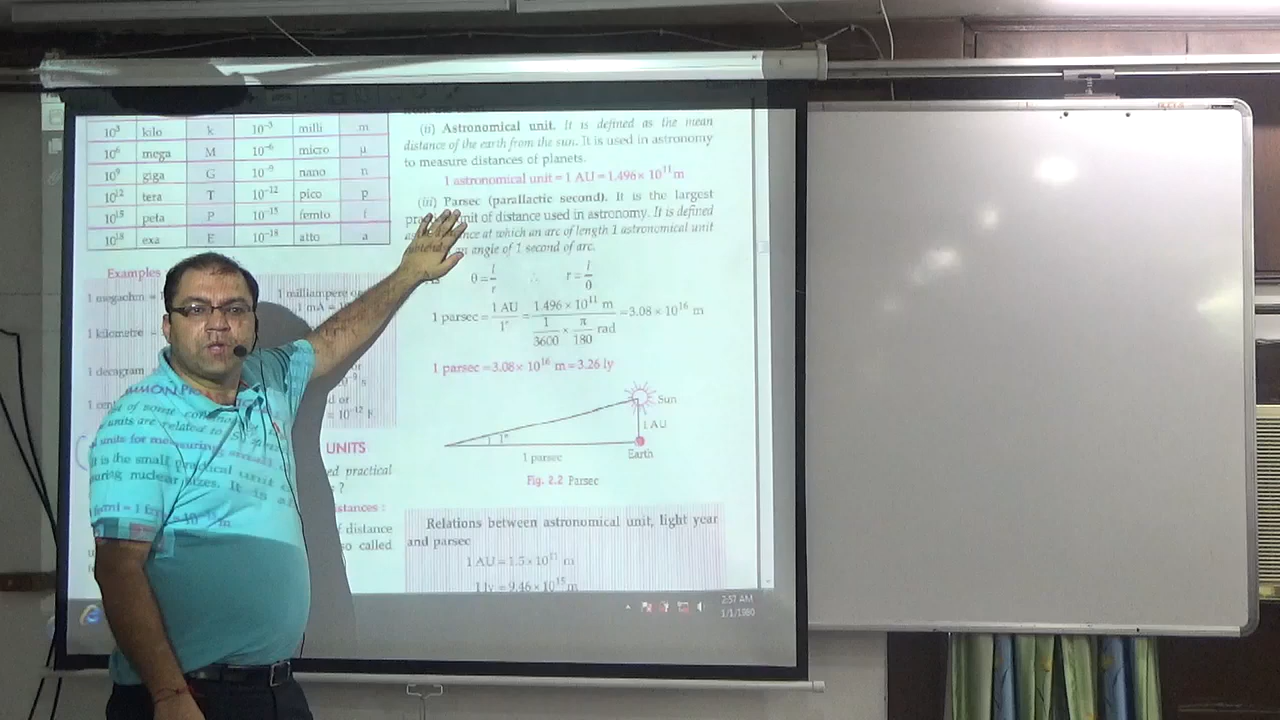 10³ kilo k 10⁻³ milli m
10⁶ mega M 10⁻⁶ micro μ
10⁹ giga G 10⁻⁹ nano n
10¹² tera T 10⁻¹² pico p
10¹⁵ peta P 10⁻¹⁵ femto f
10¹⁸ exa E 10⁻¹⁸ atto a
Examples
1 megaohm =
1 milliampere
1 mA =
1 kilometre =
1 decagram
= 10⁻¹² F.
UNITS
practical
?
distance
so called
(ii) Astronomical unit. It is defined as the mean
distance of the earth from the sun. It is used in astronomy
to measure distances of planets.
1 astronomical unit = 1 AU = 1.496 × 10¹¹ m
(iii) Parsec (parallactic second). It is the largest
unit of distance used in astronomy. It is defined
at which an arc of length 1 astronomical unit
an angle of 1 second of arc.
θ = l/r ∴ r = l/θ
1 parsec = 1 AU/1" = 1.496 × 10¹¹ m / (1/3600 × π/180 rad) = 3.08 × 10¹⁶ m
1 parsec = 3.08 × 10¹⁶ m = 3.26 ly
Sun
1 AU
1"
1 parsec
Earth
Fig. 2.2 Parsec
Relations between astronomical unit, light year
and parsec
1 AU = 1.5 × 10¹¹ m
1 ly = 9.46 × 10¹⁵ m
2:57 AM
1/1/1980